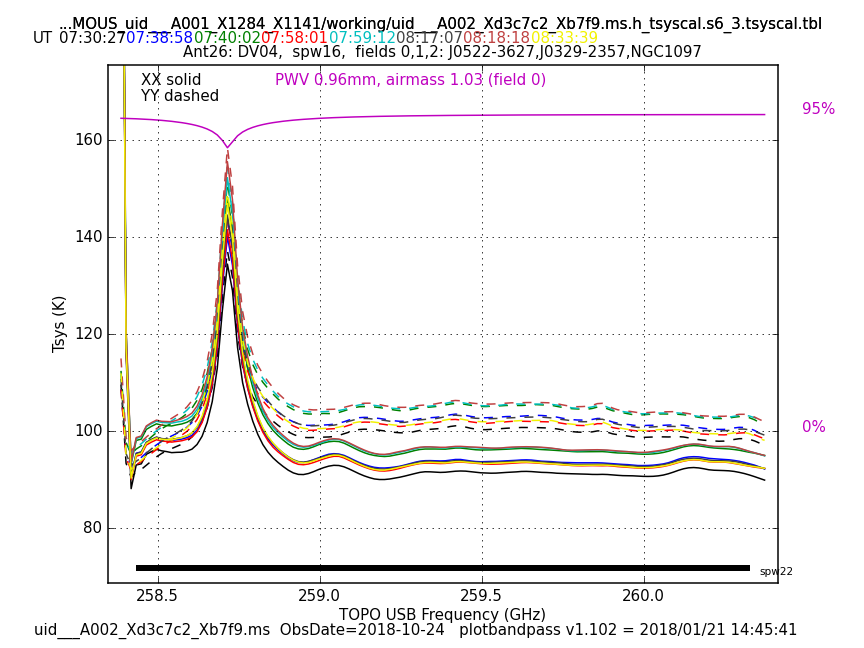 ...MOUS_uid___A001_X1284_X1141/working/uid___A002_Xd3c7c2_Xb7f9.ms.h_tsyscal.s6_3.tsyscal.tbl
UT 07:30:27 07:38:58 07:40:02 07:58:01 07:59:12 08:17:07 08:18:18 08:33:39
Ant26: DV04, spw16, fields 0,1,2: J0522-3627,J0329-2357,NGC1097
XX solid PWV 0.96mm, airmass 1.03 (field 0)
YY dashed
95%
160
140
120
100
80
0%
Tsys (K)
spw22
258.5 259.0 259.5 260.0
TOPO USB Frequency (GHz)
uid___A002_Xd3c7c2_Xb7f9.ms ObsDate=2018-10-24 plotbandpass v1.102 = 2018/01/21 14:45:41